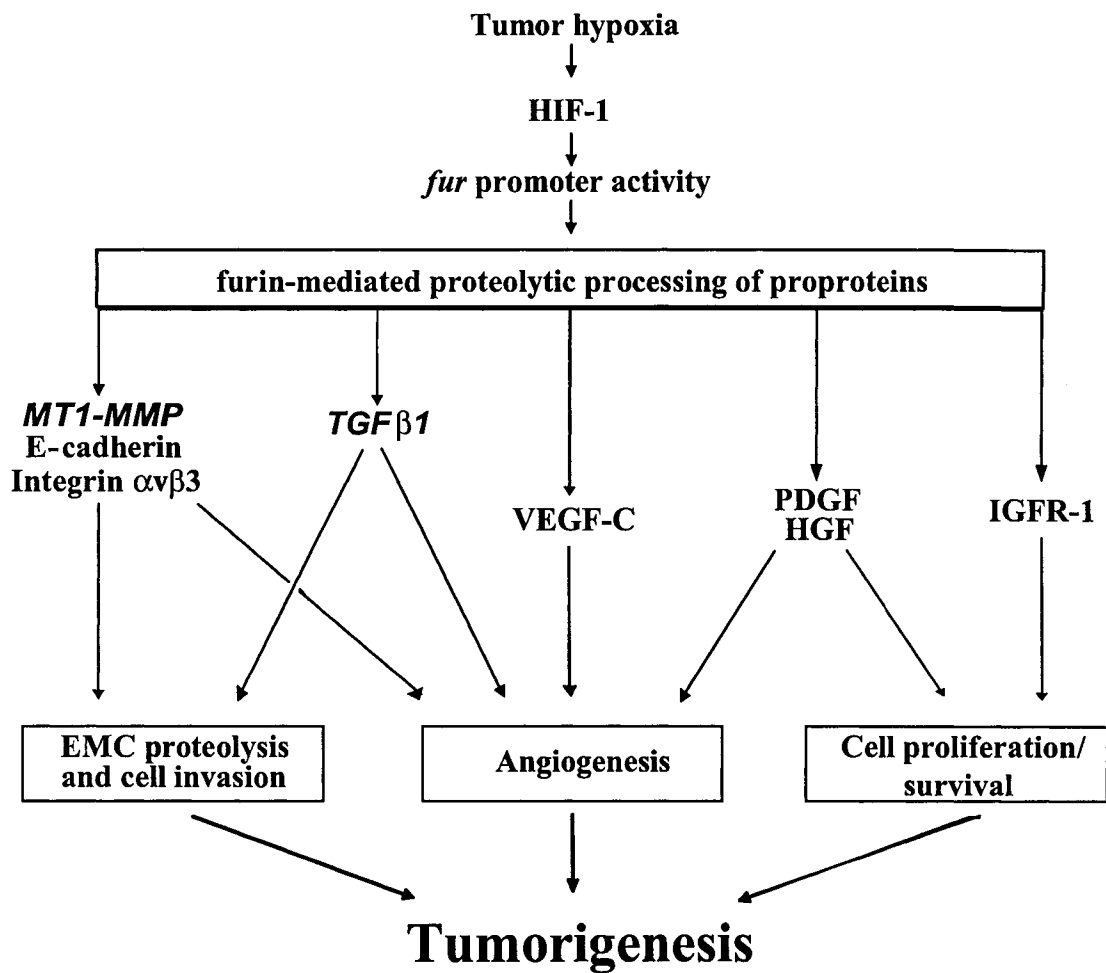 Tumor hypoxia
HIF-1
fur promoter activity
furin-mediated proteolytic processing of proproteins
MT1-MMP
E-cadherin
Integrin αvβ3
TGFβ1
VEGF-C
PDGF
HGF
IGFR-1
EMC proteolysis
and cell invasion
Angiogenesis
Cell proliferation/
survival
Tumorigenesis